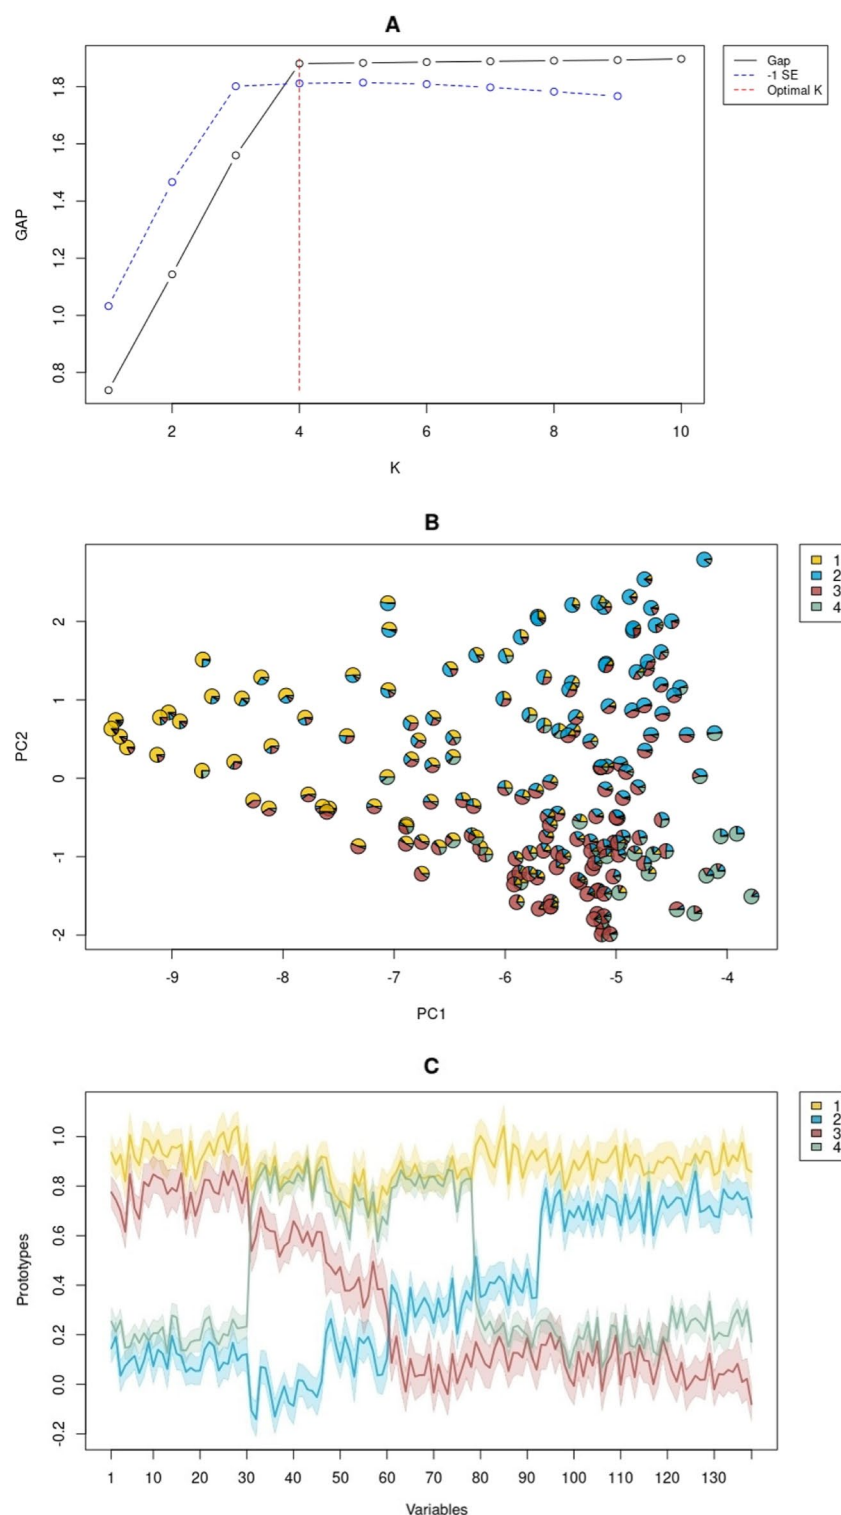 A
GAP
0.8 1.0 1.2 1.4 1.6 1.8
2 4 6 8 10
K
Gap
-1 SE
Optimal K
B
PC2
-2 -1 0 1 2
-9 -8 -7 -6 -5 -4
PC1
1
2
3
4
C
Prototypes
-0.2 0.0 0.2 0.4 0.6 0.8 1.0
1 10 20 30 40 50 60 70 80 90 100 110 120 130
Variables
1
2
3
4